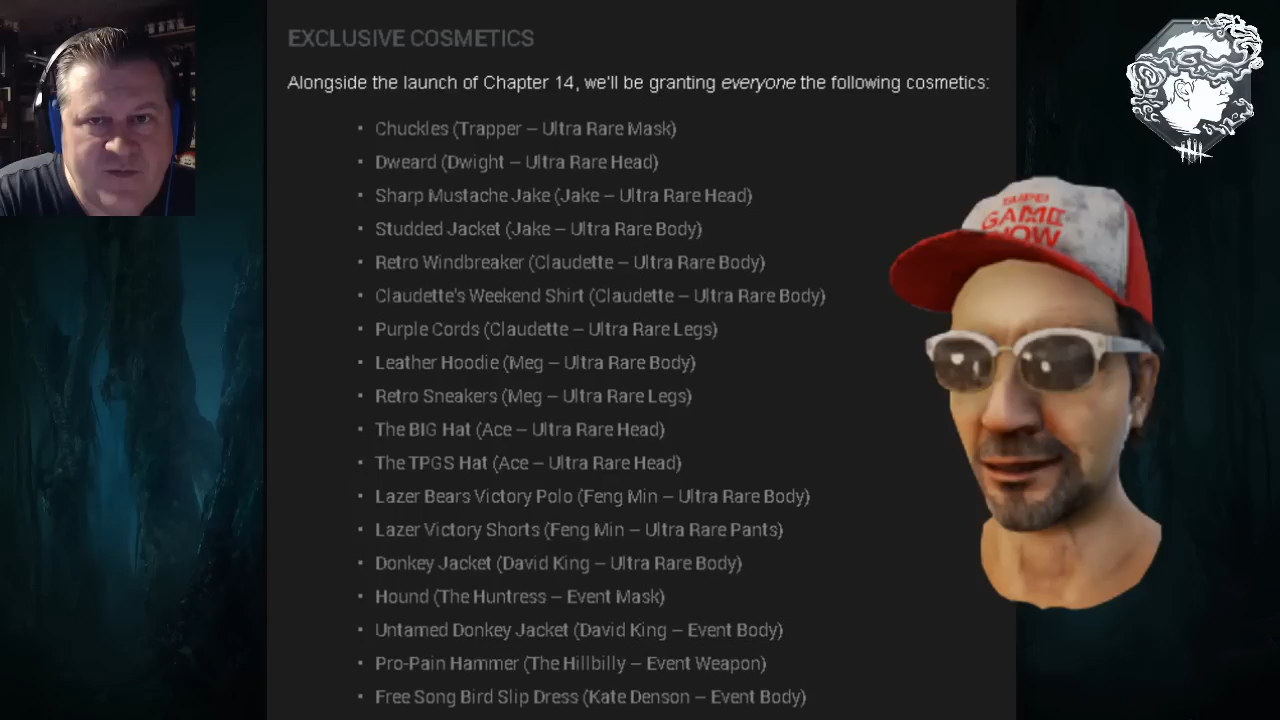 EXCLUSIVE COSMETICS
Alongside the launch of Chapter 14, we'll be granting everyone the following cosmetics:
• Chuckles (Trapper – Ultra Rare Mask)
• Dweard (Dwight – Ultra Rare Head)
• Sharp Mustache Jake (Jake – Ultra Rare Head)
• Studded Jacket (Jake – Ultra Rare Body)
• Retro Windbreaker (Claudette – Ultra Rare Body)
• Claudette's Weekend Shirt (Claudette – Ultra Rare Body)
• Purple Cords (Claudette – Ultra Rare Legs)
• Leather Hoodie (Meg – Ultra Rare Body)
• Retro Sneakers (Meg – Ultra Rare Legs)
• The BIG Hat (Ace – Ultra Rare Head)
• The TPGS Hat (Ace – Ultra Rare Head)
• Lazer Bears Victory Polo (Feng Min – Ultra Rare Body)
• Lazer Victory Shorts (Feng Min – Ultra Rare Pants)
• Donkey Jacket (David King – Ultra Rare Body)
• Hound (The Huntress – Event Mask)
• Untamed Donkey Jacket (David King – Event Body)
• Pro-Pain Hammer (The Hillbilly – Event Weapon)
• Free Song Bird Slip Dress (Kate Denson – Event Body)
GAME